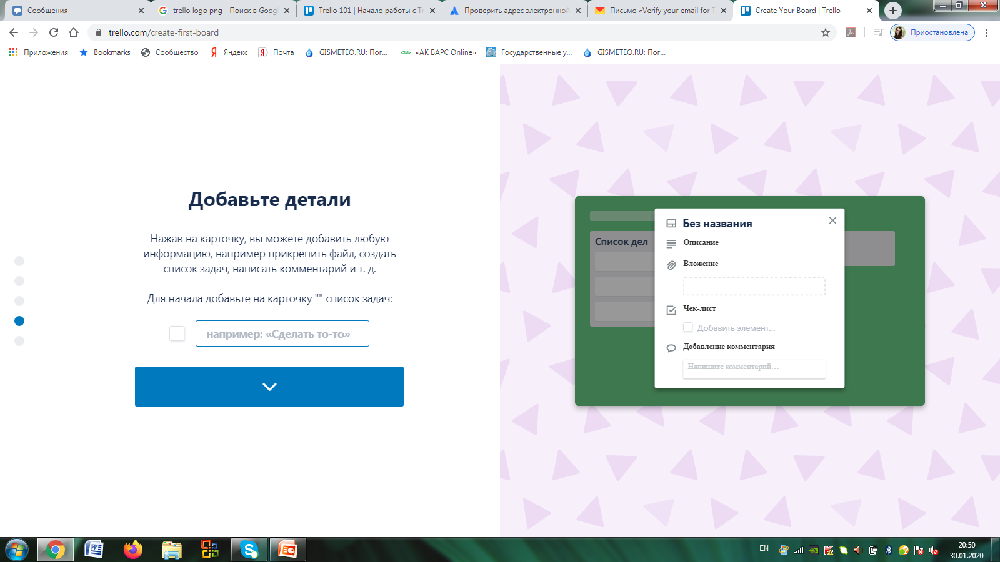 Сообщения
trello logo png - Поиск в Goog
Trello 101 | Начало работы с Tr
Проверить адрес электронной
Письмо «Verify your email for T
Create Your Board | Trello
trello.com/create-first-board
Приостановлена
Приложения
Bookmarks
Сообщество
Яндекс
Почта
GISMETEO.RU: Пог...
«АК БАРС Online»
Государственные у...
GISMETEO.RU: Пог...
Добавьте детали
Нажав на карточку, вы можете добавить любую
информацию, например прикрепить файл, создать
список задач, написать комментарий и т. д.
Для начала добавьте на карточку "" список задач:
например: «Сделать то-то»
Список дел
Без названия
Описание
Вложение
Чек-лист
Добавить элемент...
Добавление комментария
Напишите комментарий…
EN
20:50
30.01.2020